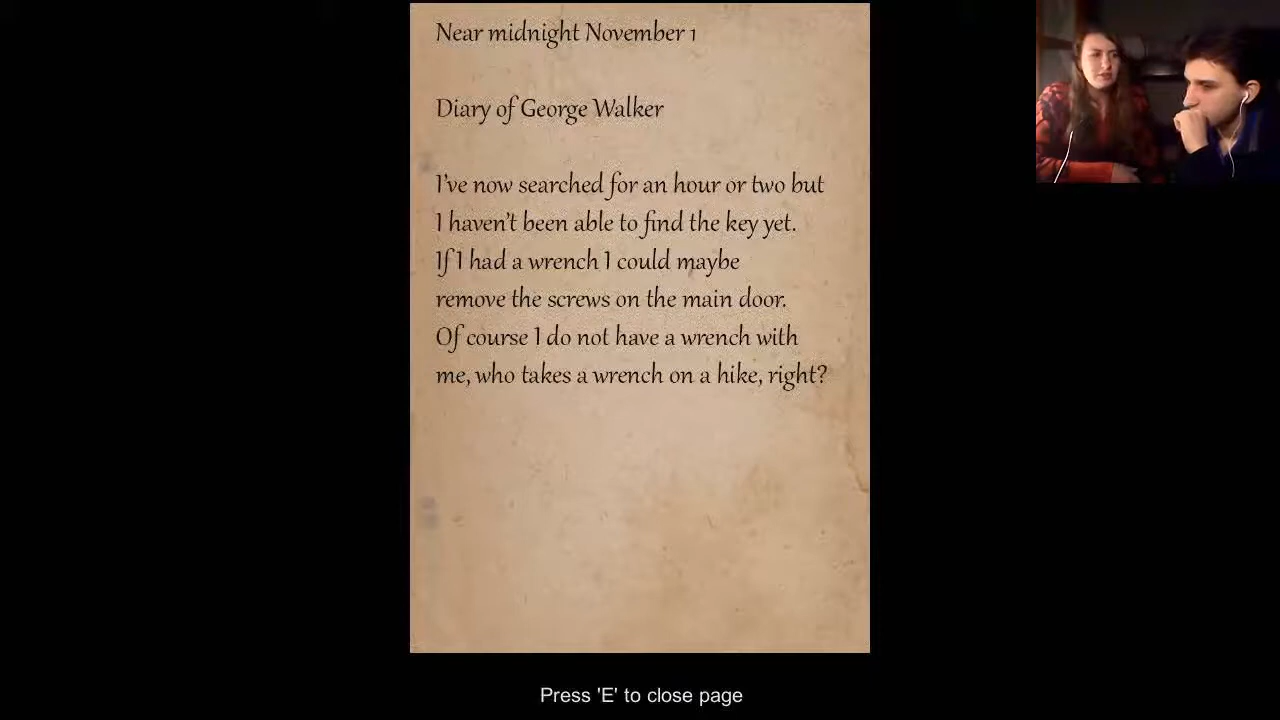 Near midnight November 1
Diary of George Walker
I've now searched for an hour or two but
I haven't been able to find the key yet.
If I had a wrench I could maybe
remove the screws on the main door.
Of course I do not have a wrench with
me, who takes a wrench on a hike, right?
Press 'E' to close page